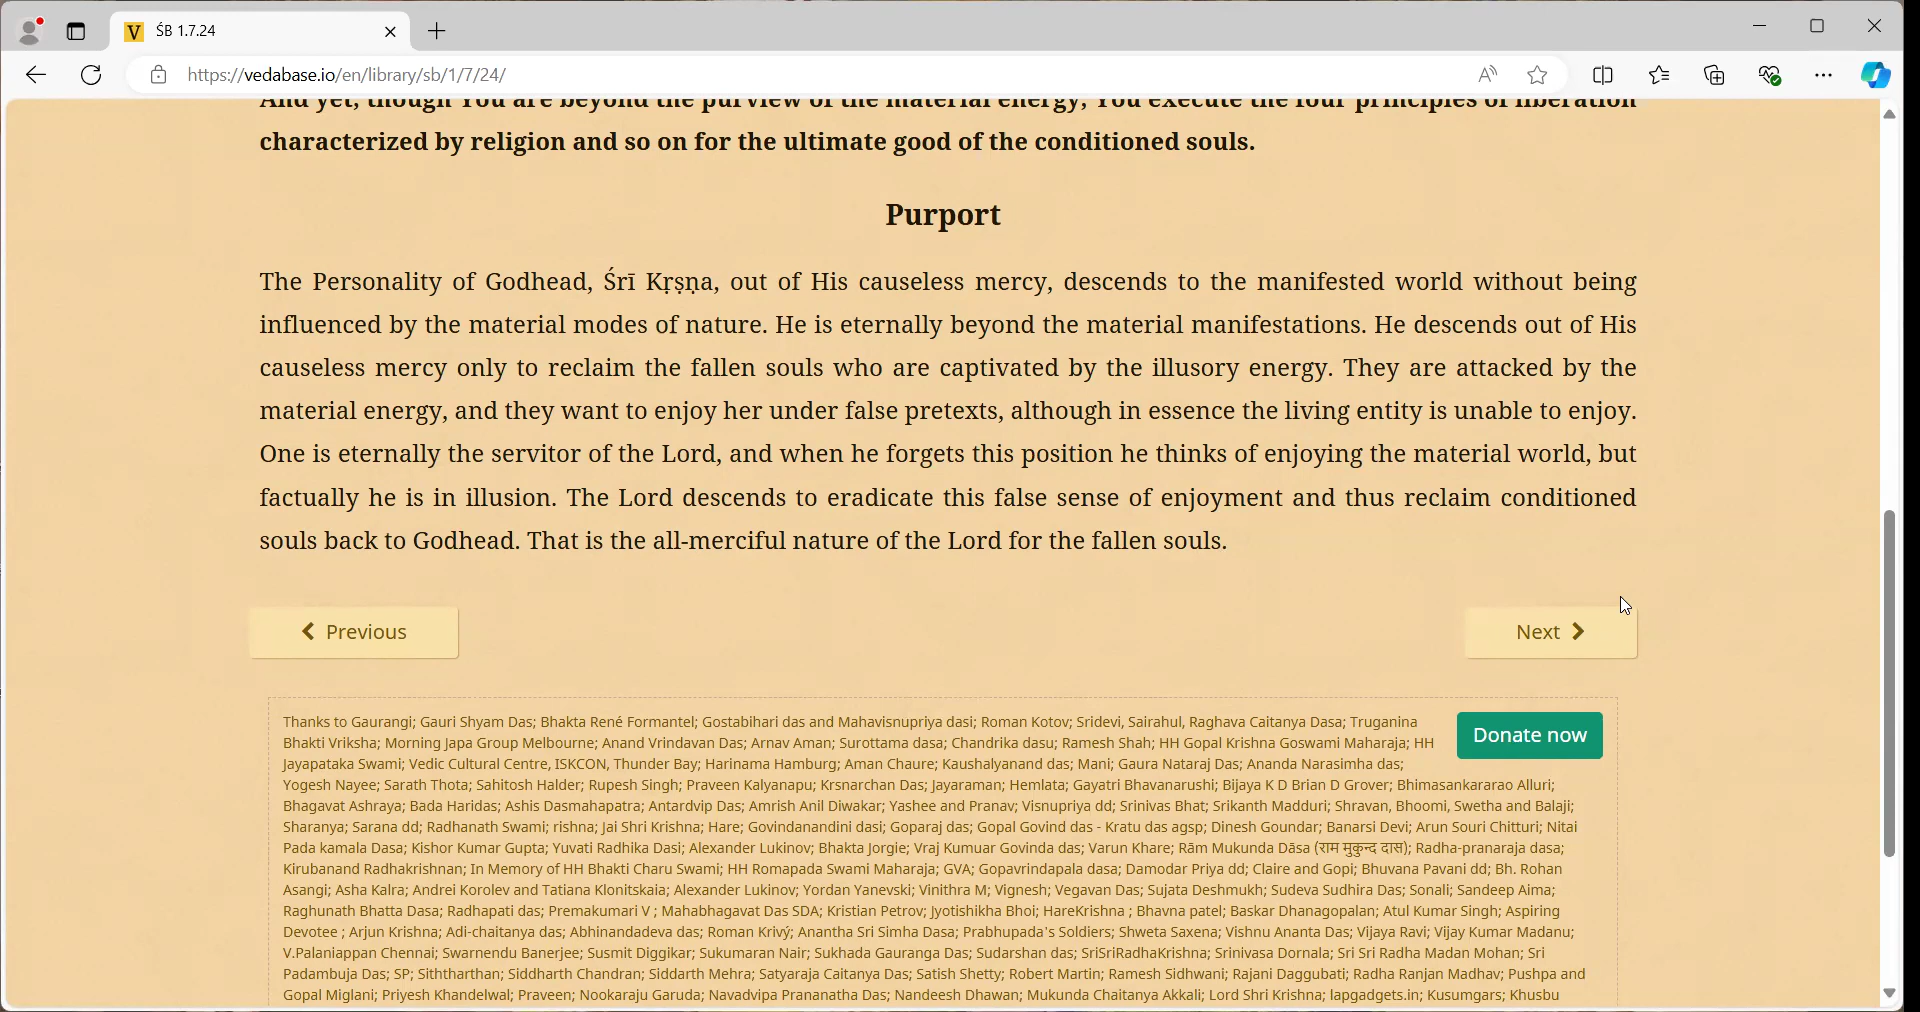 ŚB 1.7.24
https://vedabase.io/en/library/sb/1/7/24/
And yet, though You are beyond the purview of the material energy, You execute the four principles of liberation
characterized by religion and so on for the ultimate good of the conditioned souls.
Purport
The Personality of Godhead, Śrī Kṛṣṇa, out of His causeless mercy, descends to the manifested world without being
influenced by the material modes of nature. He is eternally beyond the material manifestations. He descends out of His
causeless mercy only to reclaim the fallen souls who are captivated by the illusory energy. They are attacked by the
material energy, and they want to enjoy her under false pretexts, although in essence the living entity is unable to enjoy.
One is eternally the servitor of the Lord, and when he forgets this position he thinks of enjoying the material world, but
factually he is in illusion. The Lord descends to eradicate this false sense of enjoyment and thus reclaim conditioned
souls back to Godhead. That is the all-merciful nature of the Lord for the fallen souls.
Previous
Next
Donate now
Thanks to Gaurangi; Gauri Shyam Das; Bhakta René Formantel; Gostabihari das and Mahavisnupriya dasi; Roman Kotov; Sridevi, Sairahul, Raghava Caitanya Dasa; Truganina
Bhakti Vriksha; Morning Japa Group Melbourne; Anand Vrindavan Das; Arnav Aman; Surottama dasa; Chandrika dasu; Ramesh Shah; HH Gopal Krishna Goswami Maharaja; HH
Jayapataka Swami; Vedic Cultural Centre, ISKCON, Thunder Bay; Harinama Hamburg; Aman Chaure; Kaushalyanand das; Mani; Gaura Nataraj Das; Ananda Narasimha das;
Yogesh Nayee; Sarath Thota; Sahitosh Halder; Rupesh Singh; Praveen Kalyanapu; Krsnarchan Das; Jayaraman; Hemlata; Gayatri Bhavanarushi; Bijaya K D Brian D Grover; Bhimasankararao Alluri;
Bhagavat Ashraya; Bada Haridas; Ashis Dasmahapatra; Antardvip Das; Amrish Anil Diwakar; Yashee and Pranav; Visnupriya dd; Srinivas Bhat; Srikanth Madduri; Shravan, Bhoomi, Swetha and Balaji;
Sharanya; Sarana dd; Radhanath Swami; rishna; Jai Shri Krishna; Hare; Govindanandini dasi; Goparaj das; Gopal Govind das - Kratu das agsp; Dinesh Goundar; Banarsi Devi; Arun Souri Chitturi; Nitai
Pada kamala Dasa; Kishor Kumar Gupta; Yuvati Radhika Dasi; Alexander Lukinov; Bhakta Jorgie; Vraj Kumuar Govinda das; Varun Khare; Rām Mukunda Dāsa (राम मुकुन्द दास); Radha-pranaraja dasa;
Kirubanand Radhakrishnan; In Memory of HH Bhakti Charu Swami; HH Romapada Swami Maharaja; GVA; Gopavrindapala dasa; Damodar Priya dd; Claire and Gopi; Bhuvana Pavani dd; Bh. Rohan
Asangi; Asha Kalra; Andrei Korolev and Tatiana Klonitskaia; Alexander Lukinov; Yordan Yanevski; Vinithra M; Vignesh; Vegavan Das; Sujata Deshmukh; Sudeva Sudhira Das; Sonali; Sandeep Aima;
Raghunath Bhatta Dasa; Radhapati das; Premakumari V ; Mahabhagavat Das SDA; Kristian Petrov; Jyotishikha Bhoi; HareKrishna ; Bhavna patel; Baskar Dhanagopalan; Atul Kumar Singh; Aspiring
Devotee ; Arjun Krishna; Adi-chaitanya das; Abhinandadeva das; Roman Krivý; Anantha Sri Simha Dasa; Prabhupada's Soldiers; Shweta Saxena; Vishnu Ananta Das; Vijaya Ravi; Vijay Kumar Madanu;
V.Palaniappan Chennai; Swarnendu Banerjee; Susmit Diggikar; Sukumaran Nair; Sukhada Gauranga Das; Sudarshan das; SriSriRadhaKrishna; Srinivasa Dornala; Sri Sri Radha Madan Mohan; Sri
Padambuja Das; SP; Siththarthan; Siddharth Chandran; Siddarth Mehra; Satyaraja Caitanya Das; Satish Shetty; Robert Martin; Ramesh Sidhwani; Rajani Daggubati; Radha Ranjan Madhav; Pushpa and
Gopal Miglani; Priyesh Khandelwal; Praveen; Nookaraju Garuda; Navadvipa Prananatha Das; Nandeesh Dhawan; Mukunda Chaitanya Akkali; Lord Shri Krishna; lapgadgets.in; Kusumgars; Khusbu